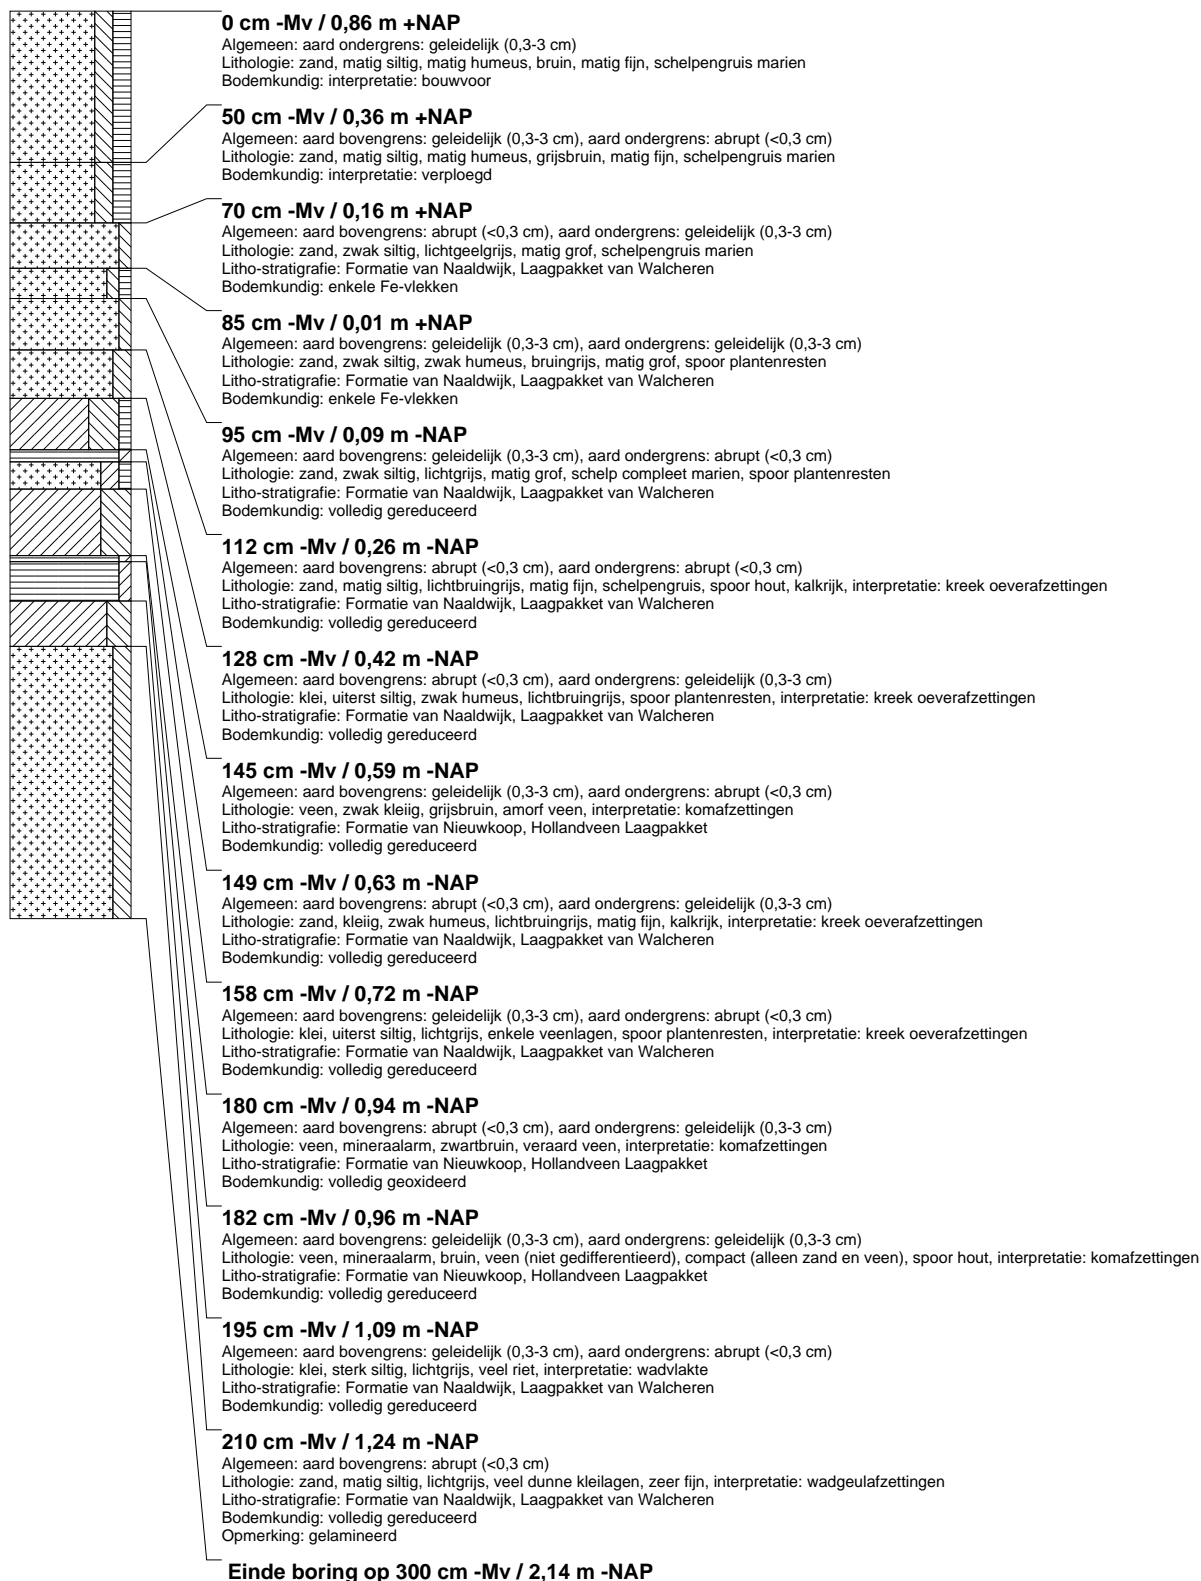 0 cm -Mv / 0,86 m +NAP
Algemeen: aard ondergrens: geleidelijk (0,3-3 cm)
Lithologie: zand, matig siltig, matig humeus, bruin, matig fijn, schelpengruis marien
Bodemkundig: interpretatie: bouwvoor
50 cm -Mv / 0,36 m +NAP
Algemeen: aard bovengrens: geleidelijk (0,3-3 cm), aard ondergrens: abrupt (<0,3 cm)
Lithologie: zand, matig siltig, matig humeus, grijsbruin, matig fijn, schelpengruis marien
Bodemkundig: interpretatie: verploegd
70 cm -Mv / 0,16 m +NAP
Algemeen: aard bovengrens: abrupt (<0,3 cm), aard ondergrens: geleidelijk (0,3-3 cm)
Lithologie: zand, zwak siltig, lichtgeelgrijs, matig grof, schelpengruis marien
Litho-stratigrafie: Formatie van Naaldwijk, Laagpakket van Walcheren
Bodemkundig: enkele Fe-vlekken
85 cm -Mv / 0,01 m +NAP
Algemeen: aard bovengrens: geleidelijk (0,3-3 cm), aard ondergrens: geleidelijk (0,3-3 cm)
Lithologie: zand, zwak siltig, zwak humeus, bruingrijs, matig grof, spoor plantenresten
Litho-stratigrafie: Formatie van Naaldwijk, Laagpakket van Walcheren
Bodemkundig: enkele Fe-vlekken
95 cm -Mv / 0,09 m -NAP
Algemeen: aard bovengrens: geleidelijk (0,3-3 cm), aard ondergrens: abrupt (<0,3 cm)
Lithologie: zand, zwak siltig, lichtgrijs, matig grof, schelp compleet marien, spoor plantenresten
Litho-stratigrafie: Formatie van Naaldwijk, Laagpakket van Walcheren
Bodemkundig: volledig gereduceerd
112 cm -Mv / 0,26 m -NAP
Algemeen: aard bovengrens: abrupt (<0,3 cm), aard ondergrens: abrupt (<0,3 cm)
Lithologie: zand, matig siltig, lichtbruingrijs, matig fijn, schelpengruis, spoor hout, kalkrijk, interpretatie: kreek oeverafzettingen
Litho-stratigrafie: Formatie van Naaldwijk, Laagpakket van Walcheren
Bodemkundig: volledig gereduceerd
128 cm -Mv / 0,42 m -NAP
Algemeen: aard bovengrens: abrupt (<0,3 cm), aard ondergrens: geleidelijk (0,3-3 cm)
Lithologie: klei, uiterst siltig, zwak humeus, lichtbruingrijs, spoor plantenresten, interpretatie: kreek oeverafzettingen
Litho-stratigrafie: Formatie van Naaldwijk, Laagpakket van Walcheren
Bodemkundig: volledig gereduceerd
145 cm -Mv / 0,59 m -NAP
Algemeen: aard bovengrens: geleidelijk (0,3-3 cm), aard ondergrens: abrupt (<0,3 cm)
Lithologie: veen, zwak kleiig, grijsbruin, amorf veen, interpretatie: komafzettingen
Litho-stratigrafie: Formatie van Nieuwkoop, Hollandveen Laagpakket
Bodemkundig: volledig gereduceerd
149 cm -Mv / 0,63 m -NAP
Algemeen: aard bovengrens: abrupt (<0,3 cm), aard ondergrens: geleidelijk (0,3-3 cm)
Lithologie: zand, kleiig, zwak humeus, lichtbruingrijs, matig fijn, kalkrijk, interpretatie: kreek oeverafzettingen
Litho-stratigrafie: Formatie van Naaldwijk, Laagpakket van Walcheren
Bodemkundig: volledig gereduceerd
158 cm -Mv / 0,72 m -NAP
Algemeen: aard bovengrens: geleidelijk (0,3-3 cm), aard ondergrens: abrupt (<0,3 cm)
Lithologie: klei, uiterst siltig, lichtgrijs, enkele veenlagen, spoor plantenresten, interpretatie: kreek oeverafzettingen
Litho-stratigrafie: Formatie van Naaldwijk, Laagpakket van Walcheren
Bodemkundig: volledig gereduceerd
180 cm -Mv / 0,94 m -NAP
Algemeen: aard bovengrens: abrupt (<0,3 cm), aard ondergrens: geleidelijk (0,3-3 cm)
Lithologie: veen, mineraalarm, zwartbruin, veraard veen, interpretatie: komafzettingen
Litho-stratigrafie: Formatie van Nieuwkoop, Hollandveen Laagpakket
Bodemkundig: volledig geoxideerd
182 cm -Mv / 0,96 m -NAP
Algemeen: aard bovengrens: geleidelijk (0,3-3 cm), aard ondergrens: geleidelijk (0,3-3 cm)
Lithologie: veen, mineraalarm, bruin, veen (niet gedifferentieerd), compact (alleen zand en veen), spoor hout, interpretatie: komafzettingen
Litho-stratigrafie: Formatie van Nieuwkoop, Hollandveen Laagpakket
Bodemkundig: volledig gereduceerd
195 cm -Mv / 1,09 m -NAP
Algemeen: aard bovengrens: geleidelijk (0,3-3 cm), aard ondergrens: abrupt (<0,3 cm)
Lithologie: klei, sterk siltig, lichtgrijs, veel riet, interpretatie: wadvlakte
Litho-stratigrafie: Formatie van Naaldwijk, Laagpakket van Walcheren
Bodemkundig: volledig gereduceerd
210 cm -Mv / 1,24 m -NAP
Algemeen: aard bovengrens: abrupt (<0,3 cm)
Lithologie: zand, matig siltig, lichtgrijs, veel dunne kleilagen, zeer fijn, interpretatie: wadgeulafzettingen
Litho-stratigrafie: Formatie van Naaldwijk, Laagpakket van Walcheren
Bodemkundig: volledig gereduceerd
Opmerking: gelamineerd
Einde boring op 300 cm -Mv / 2,14 m -NAP